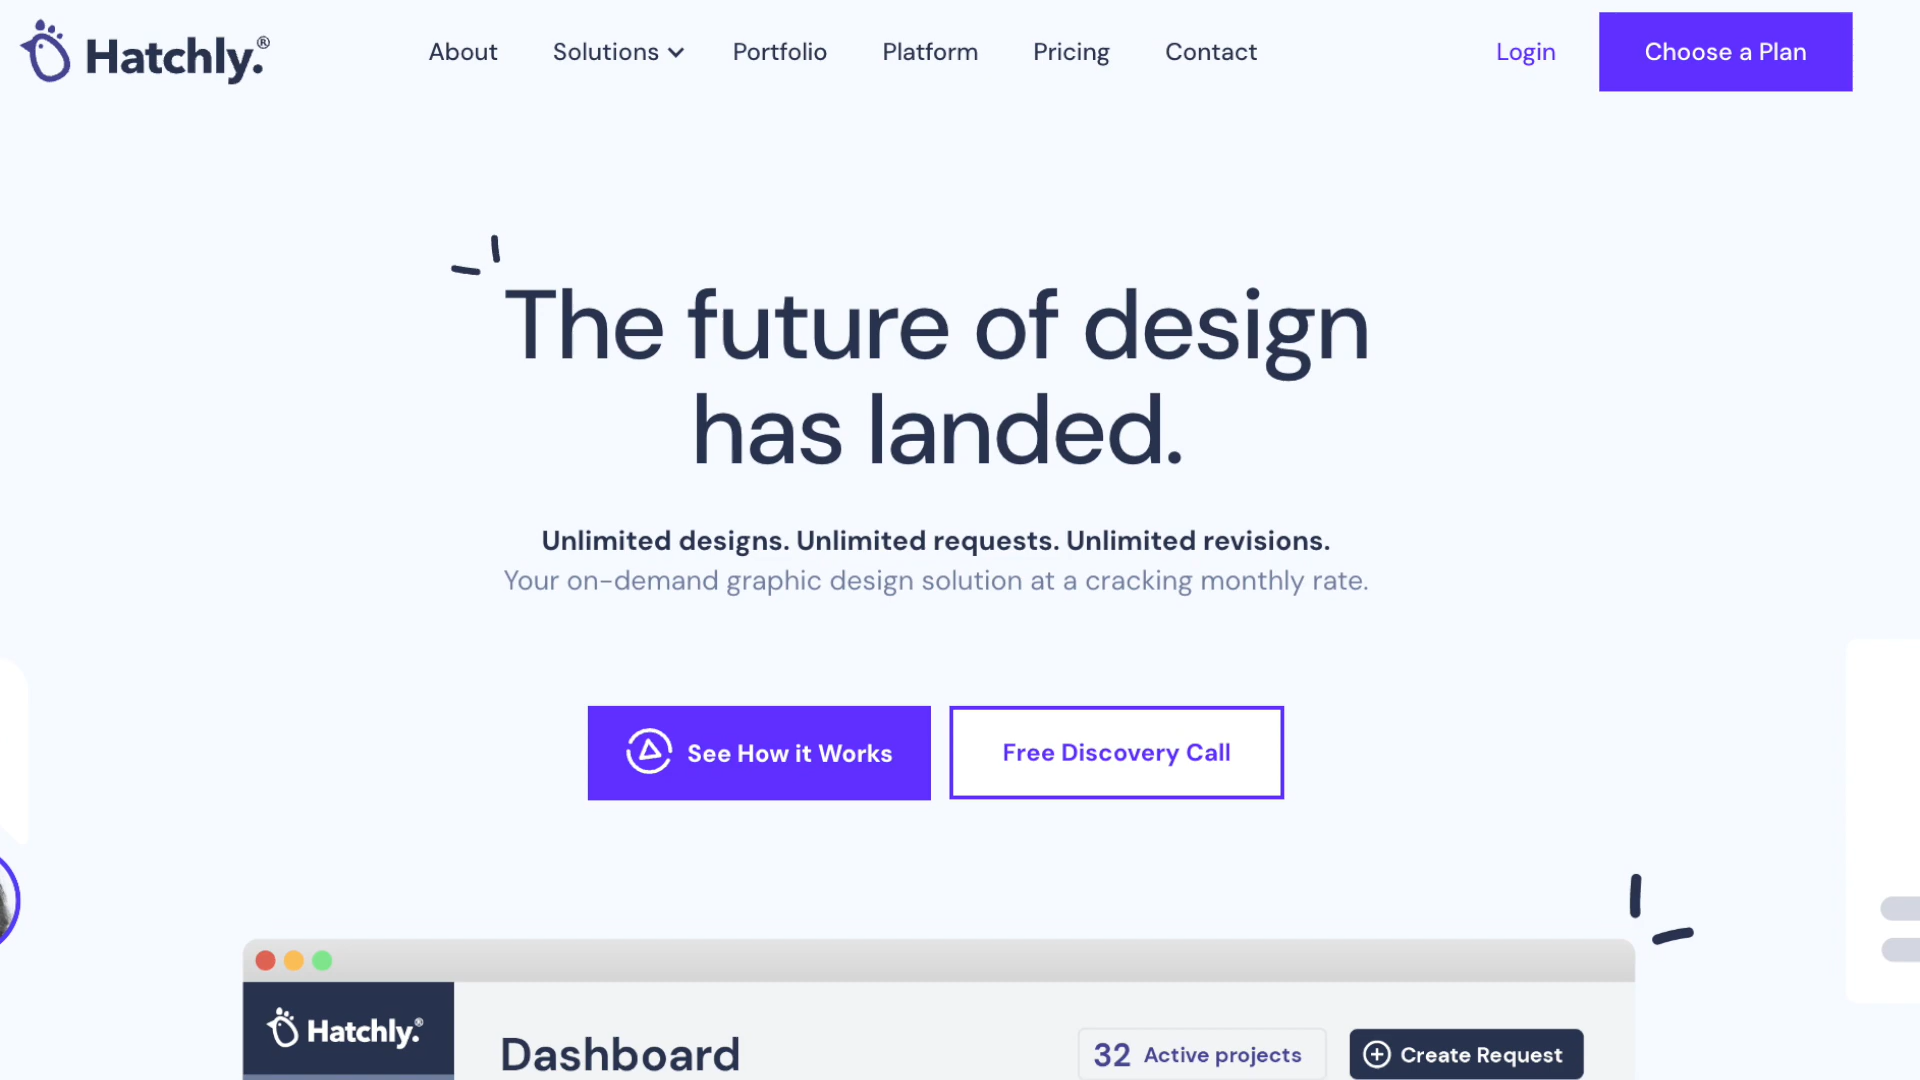 Hatchly.®
About
Solutions
Portfolio
Platform
Pricing
Contact
Login
Choose a Plan
The future of design
has landed.
Unlimited designs. Unlimited requests. Unlimited revisions.
Your on-demand graphic design solution at a cracking monthly rate.
See How it Works
Free Discovery Call
Hatchly.®
Dashboard
32 Active projects
Create Request